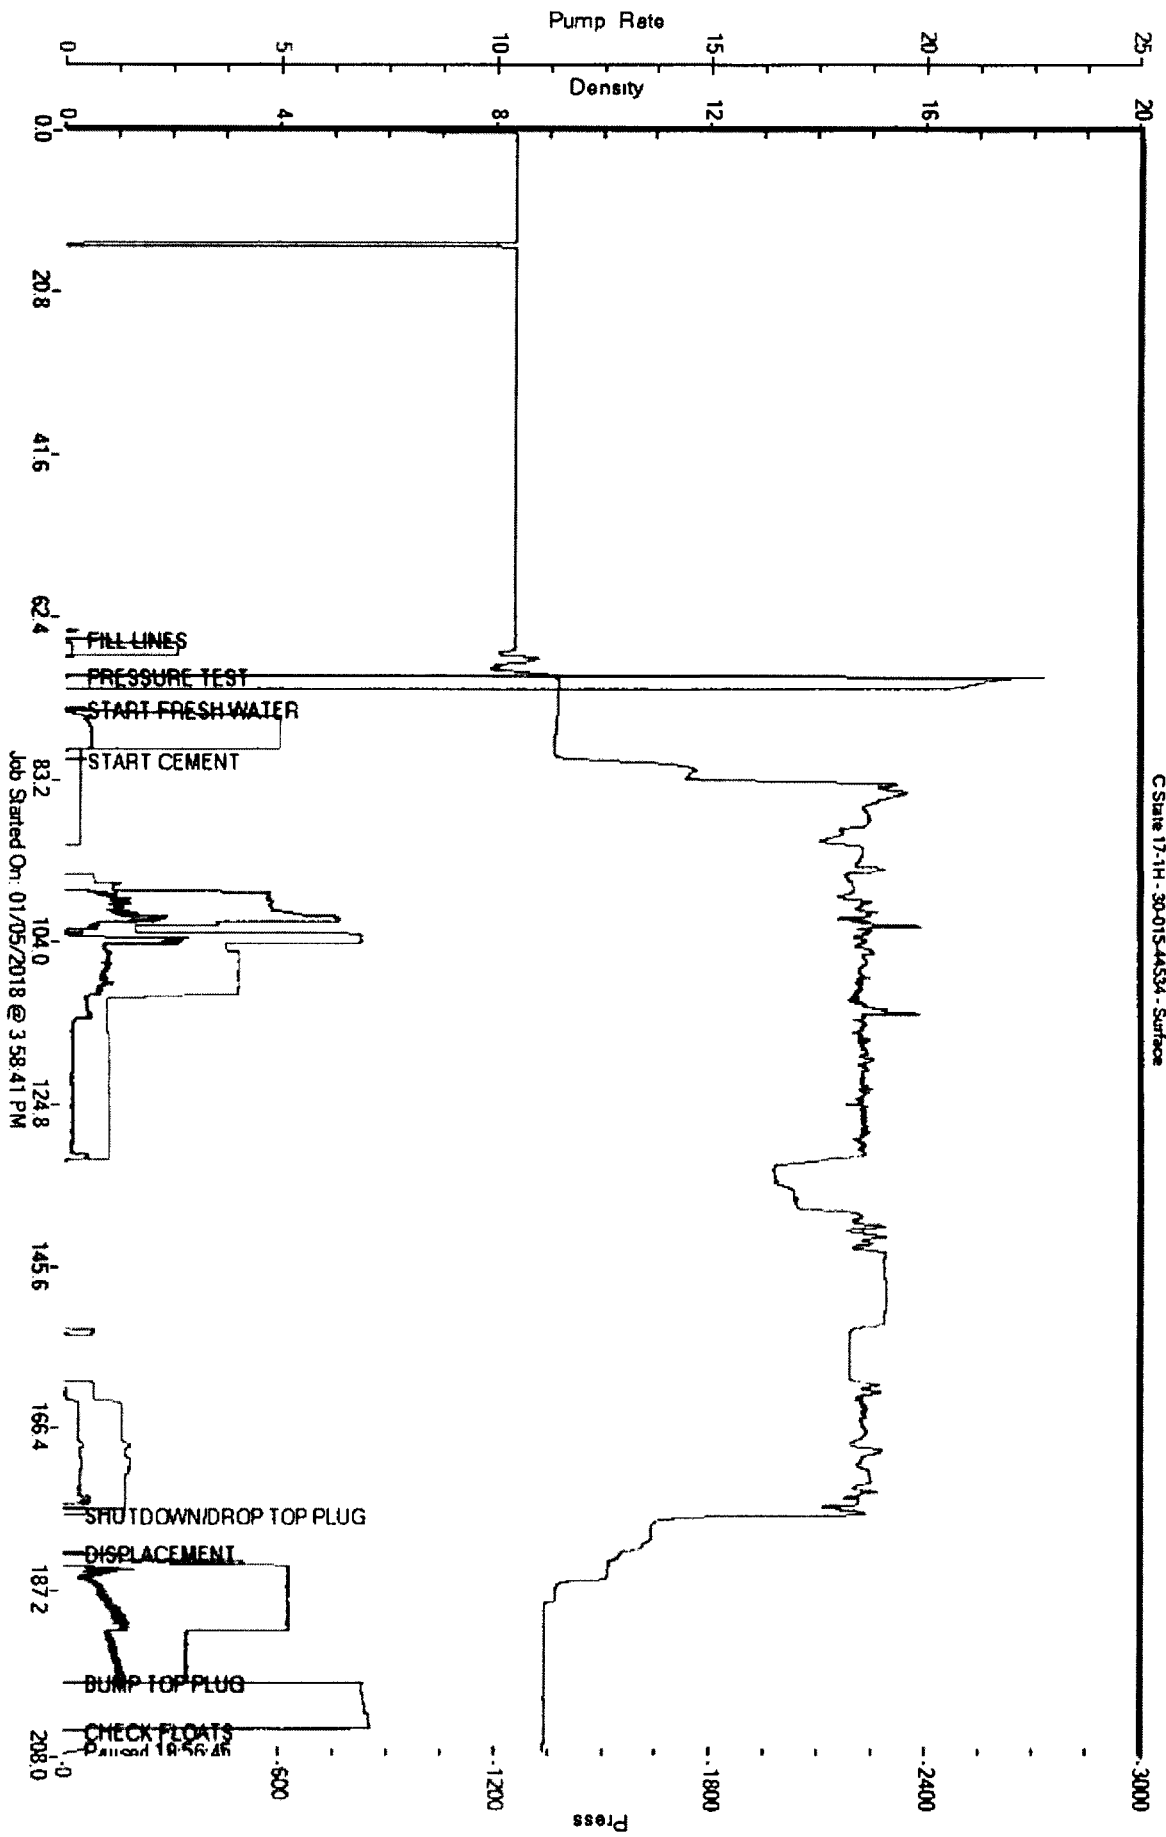 Pump Rate
0
5
10
15
20
25
Density
0
4
8
12
16
20
C State 17-1H - 30-015-44534 - Surface
0.0
20.8
41.6
62.4
83.2
104.0
124.8
145.6
166.4
187.2
208.0
FILL LINES
PRESSURE TEST
START FRESH WATER
START CEMENT
SHUTDOWN/DROP TOP PLUG
DISPLACEMENT
BUMP TOP PLUG
CHECK FLOATS
Paused 18:56:45
0
600
1200
1800
2400
3000
Press
Job Started On: 01/05/2018 @ 3 58:41 PM